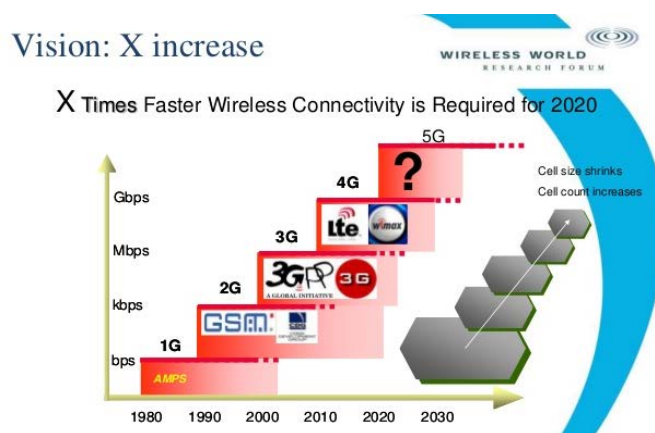 Vision: X increase
WIRELESS WORLD
RESEARCH FORUM
X Times Faster Wireless Connectivity is Required for 2020
5G
?
Cell size shrinks
Cell count increases
4G
Gbps
Lte
wimax
3G
Mbps
3GPP
3G
A GLOBAL INITIATIVE
2G
kbps
GSM
CDG
1G
bps
AMPS
1980 1990 2000 2010 2020 2030